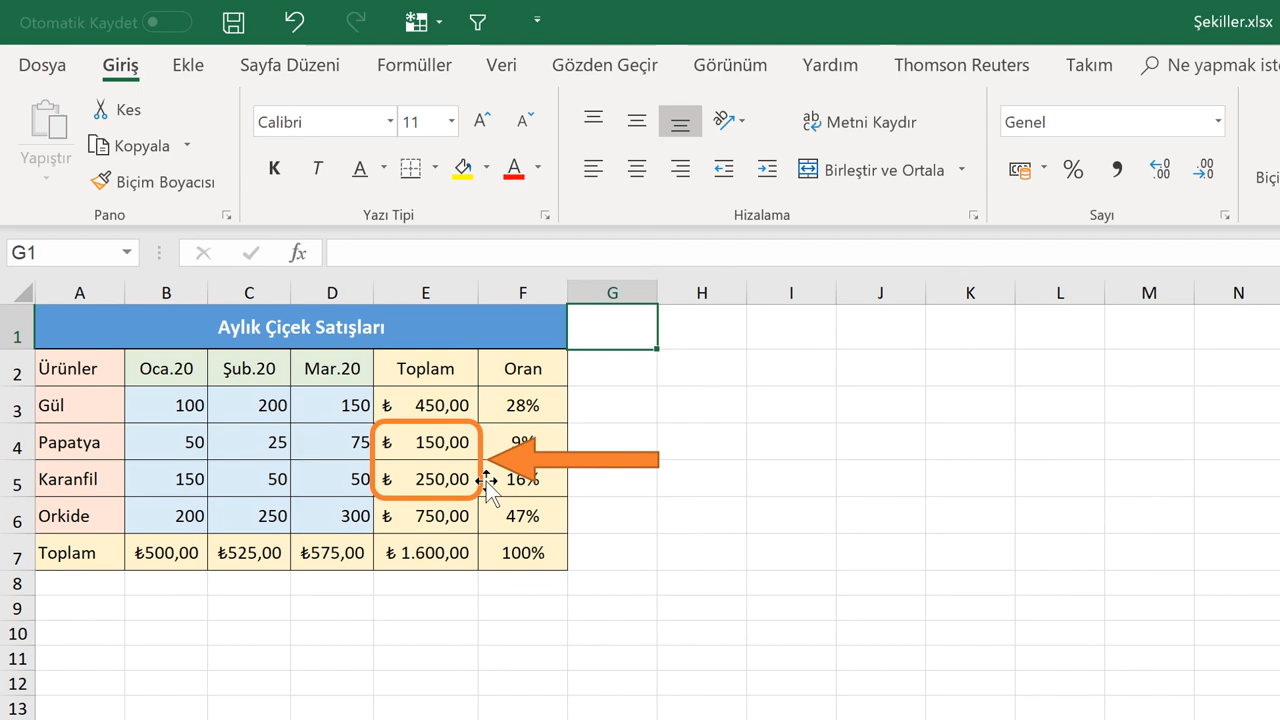 Otomatik Kaydet Şekiller.xlsx
Dosya Giriş Ekle Sayfa Düzeni Formüller Veri Gözden Geçir Görünüm Yardım Thomson Reuters Takım Ne yapmak iste
Kes
Kopyala
Biçim Boyacısı
Yapıştır
Pano
Calibri 11
K T A A
Yazı Tipi
Metni Kaydır
Birleştir ve Ortala
Hizalama
Genel
%
Sayı
Biçi
G1 fx
A B C D E F G H I J K L M N
1 Aylık Çiçek Satışları
2 Ürünler Oca.20 Şub.20 Mar.20 Toplam Oran
3 Gül 100 200 150 ₺ 450,00 28%
4 Papatya 50 25 75 ₺ 150,00 9%
5 Karanfil 150 50 50 ₺ 250,00 16%
6 Orkide 200 250 300 ₺ 750,00 47%
7 Toplam ₺500,00 ₺525,00 ₺575,00 ₺ 1.600,00 100%
8
9
10
11
12
13